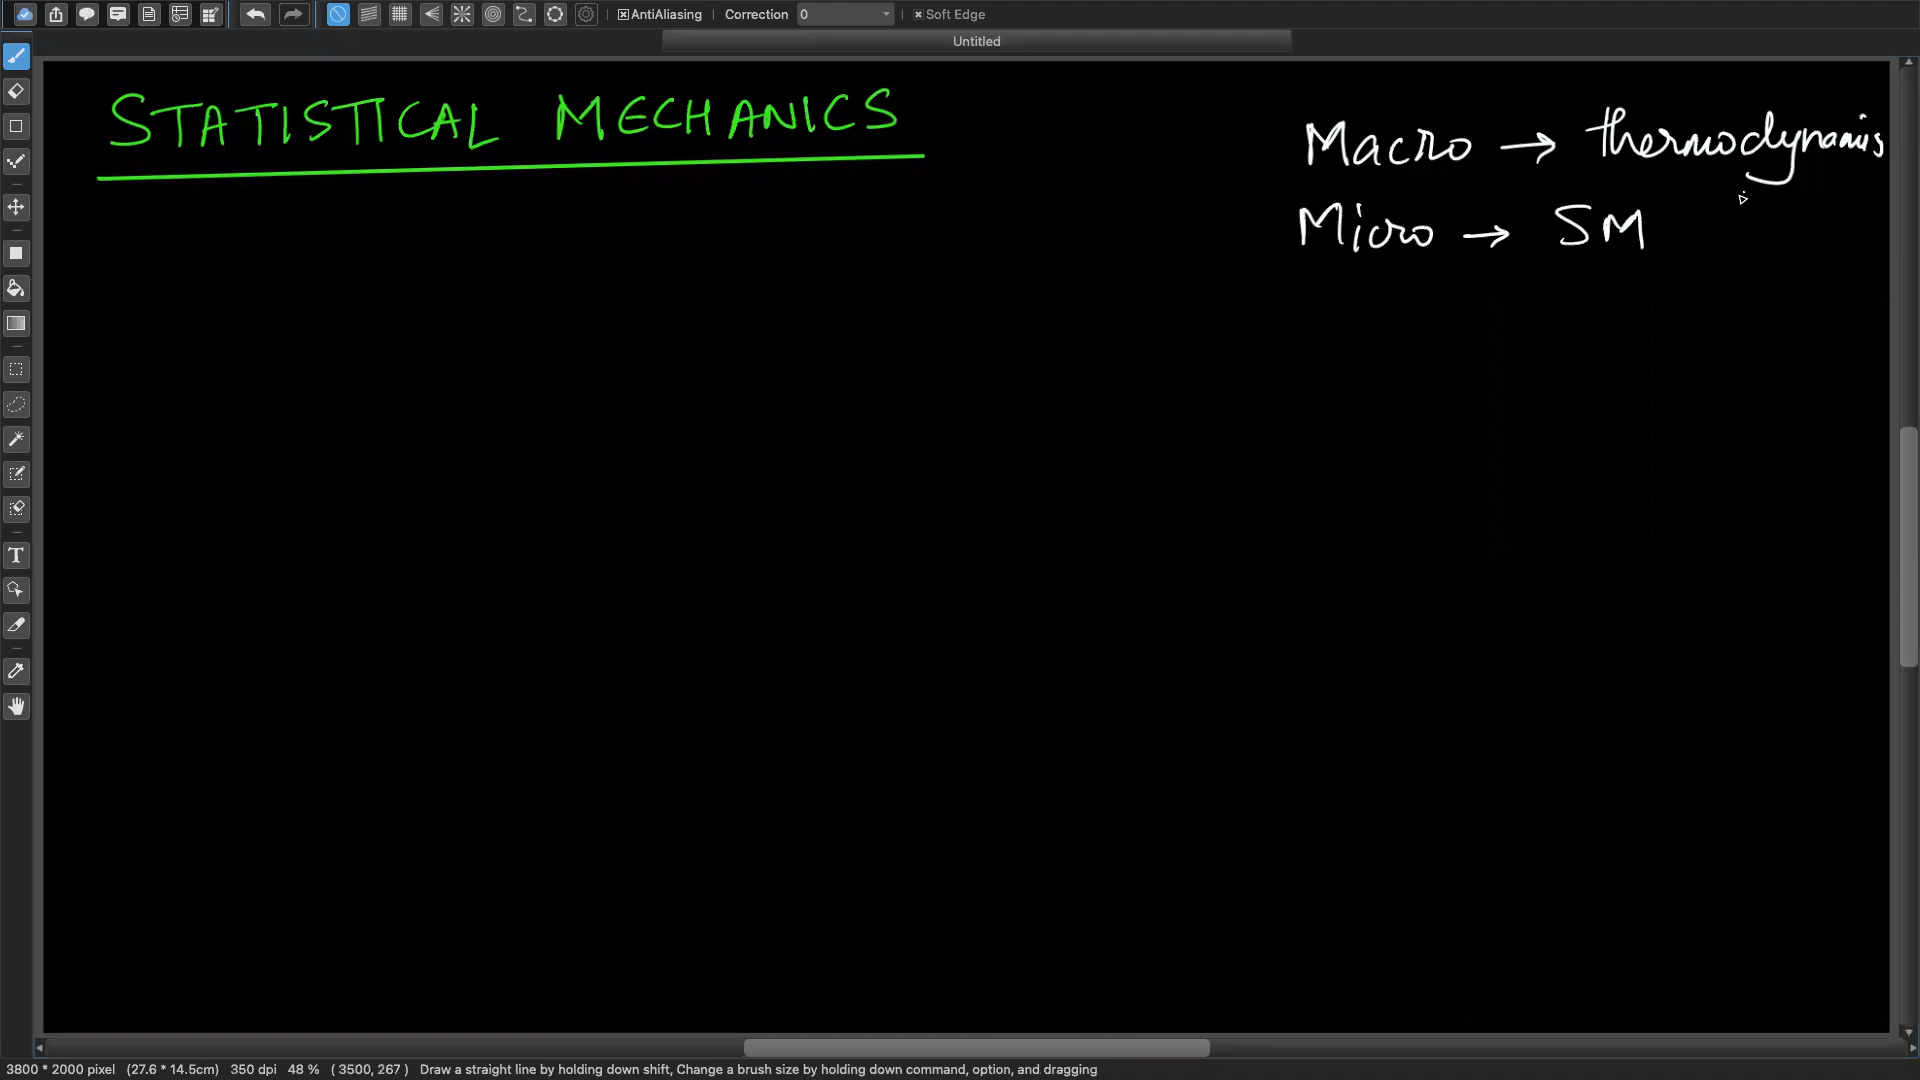 AntiAliasing Correction 0 Soft Edge
Untitled
STATISTICAL MECHANICS
Macro → thermodynamis
Micro → SM
T
3800 * 2000 pixel (27.6 * 14.5cm) 350 dpi 48 % ( 3500, 267 ) Draw a straight line by holding down shift, Change a brush size by holding down command, option, and dragging